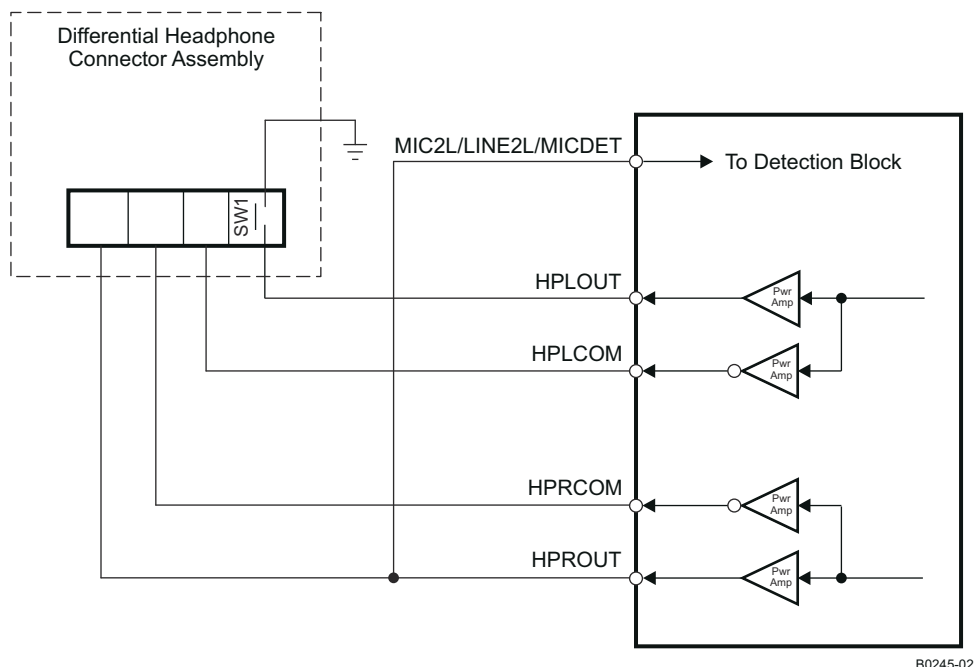 Differential Headphone
Connector Assembly
SW1
MIC2L/LINE2L/MICDET
To Detection Block
HPLOUT
Pwr
Amp
HPLCOM
Pwr
Amp
HPRCOM
Pwr
Amp
HPROUT
Pwr
Amp
B0245-02